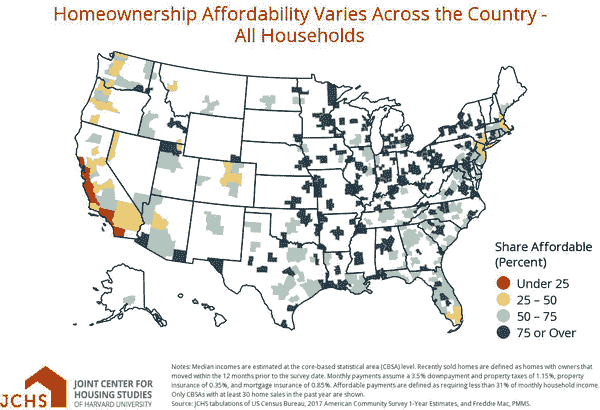 Homeownership Affordability Varies Across the Country -
All Households
Share Affordable
(Percent)
Under 25
25 – 50
50 – 75
75 or Over
JCHS
JOINT CENTER FOR
HOUSING STUDIES
OF HARVARD UNIVERSITY
Notes: Median incomes are estimated at the core-based statistical area (CBSA) level. Recently sold homes are defined as homes with owners that
moved within the 12 months prior to the survey date. Monthly payments assume a 3.5% downpayment and property taxes of 1.15%, property
insurance of 0.35%, and mortgage insurance of 0.85%. Affordable payments are defined as requiring less than 31% of monthly household income.
Only CBSAs with at least 30 home sales in the past year are shown.
Source: JCHS tabulations of US Census Bureau, 2017 American Community Survey 1-Year Estimates, and Freddie Mac, PMMS.